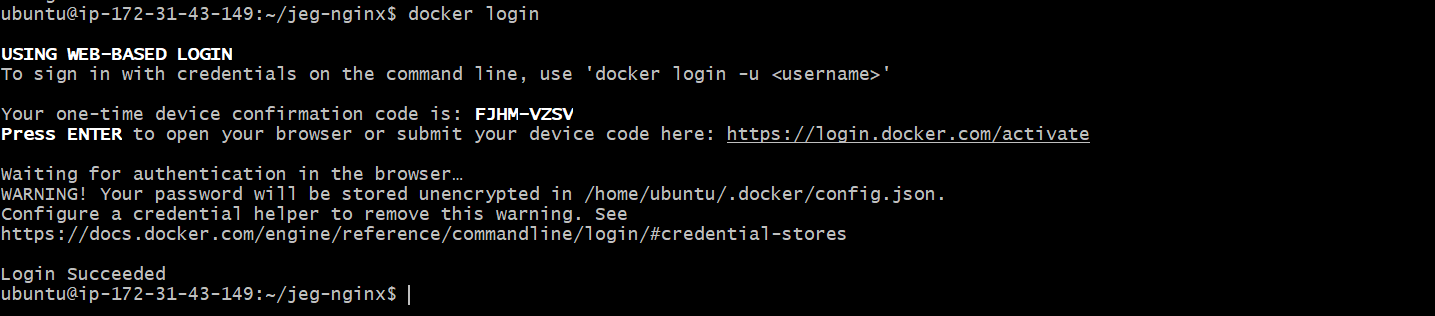 ubuntu@ip-172-31-43-149:~/jeg-nginx$ docker login
USING WEB-BASED LOGIN
To sign in with credentials on the command line, use 'docker login -u <username>'
Your one-time device confirmation code is: FJHM-VZSV
Press ENTER to open your browser or submit your device code here: https://login.docker.com/activate
Waiting for authentication in the browser…
WARNING! Your password will be stored unencrypted in /home/ubuntu/.docker/config.json.
Configure a credential helper to remove this warning. See
https://docs.docker.com/engine/reference/commandline/login/#credential-stores
Login Succeeded
ubuntu@ip-172-31-43-149:~/jeg-nginx$